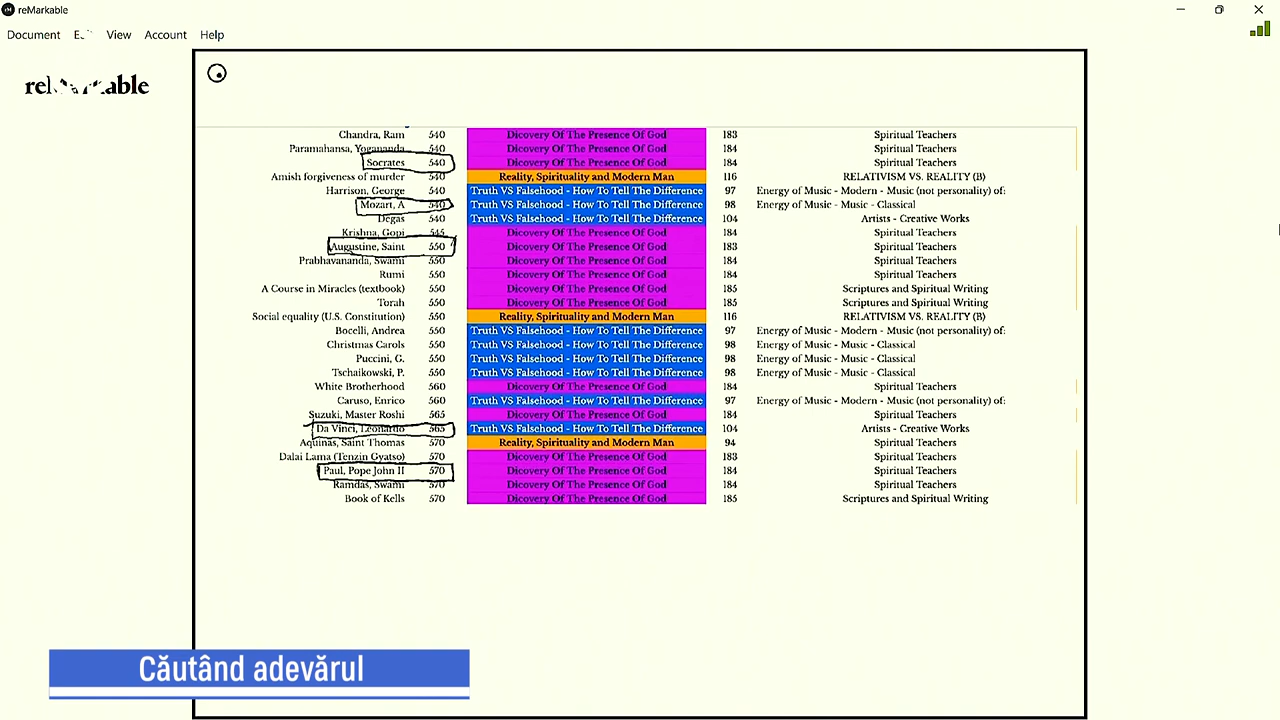 reMarkable
Document View Account Help
Chandra, Ram 540 Dicovery Of The Presence Of God 183 Spiritual Teachers
Paramahansa, Yogananda 540 Dicovery Of The Presence Of God 184 Spiritual Teachers
Socrates 540 Dicovery Of The Presence Of God 184 Spiritual Teachers
Amish forgiveness of murder 540 Reality, Spirituality and Modern Man 116 RELATIVISM VS. REALITY (B)
Harrison, George 540 Truth VS Falsehood - How To Tell The Difference 97 Energy of Music - Modern - Music (not personality) of:
Mozart, A 540 Truth VS Falsehood - How To Tell The Difference 98 Energy of Music - Music - Classical
Degas 540 Truth VS Falsehood - How To Tell The Difference 104 Artists - Creative Works
Krishna, Gopi 545 Dicovery Of The Presence Of God 184 Spiritual Teachers
Augustine, Saint 550 Dicovery Of The Presence Of God 183 Spiritual Teachers
Prabhavananda, Swami 550 Dicovery Of The Presence Of God 184 Spiritual Teachers
Rumi 550 Dicovery Of The Presence Of God 184 Spiritual Teachers
A Course in Miracles (textbook) 550 Dicovery Of The Presence Of God 185 Scriptures and Spiritual Writing
Torah 550 Dicovery Of The Presence Of God 185 Scriptures and Spiritual Writing
Social equality (U.S. Constitution) 550 Reality, Spirituality and Modern Man 116 RELATIVISM VS. REALITY (B)
Bocelli, Andrea 550 Truth VS Falsehood - How To Tell The Difference 97 Energy of Music - Modern - Music (not personality) of:
Christmas Carols 550 Truth VS Falsehood - How To Tell The Difference 98 Energy of Music - Music - Classical
Puccini, G. 550 Truth VS Falsehood - How To Tell The Difference 98 Energy of Music - Music - Classical
Tschaikowski, P. 550 Truth VS Falsehood - How To Tell The Difference 98 Energy of Music - Music - Classical
White Brotherhood 560 Dicovery Of The Presence Of God 184 Spiritual Teachers
Caruso, Enrico 560 Truth VS Falsehood - How To Tell The Difference 97 Energy of Music - Modern - Music (not personality) of:
Suzuki, Master Roshi 565 Dicovery Of The Presence Of God 184 Spiritual Teachers
Da Vinci, Leonardo 565 Truth VS Falsehood - How To Tell The Difference 104 Artists - Creative Works
Aquinas, Saint Thomas 570 Reality, Spirituality and Modern Man 94 Spiritual Teachers
Dalai Lama (Tenzin Gyatso) 570 Dicovery Of The Presence Of God 183 Spiritual Teachers
Paul, Pope John II 570 Dicovery Of The Presence Of God 184 Spiritual Teachers
Ramdas, Swami 570 Dicovery Of The Presence Of God 184 Spiritual Teachers
Book of Kells 570 Dicovery Of The Presence Of God 185 Scriptures and Spiritual Writing
Căutând adevărul